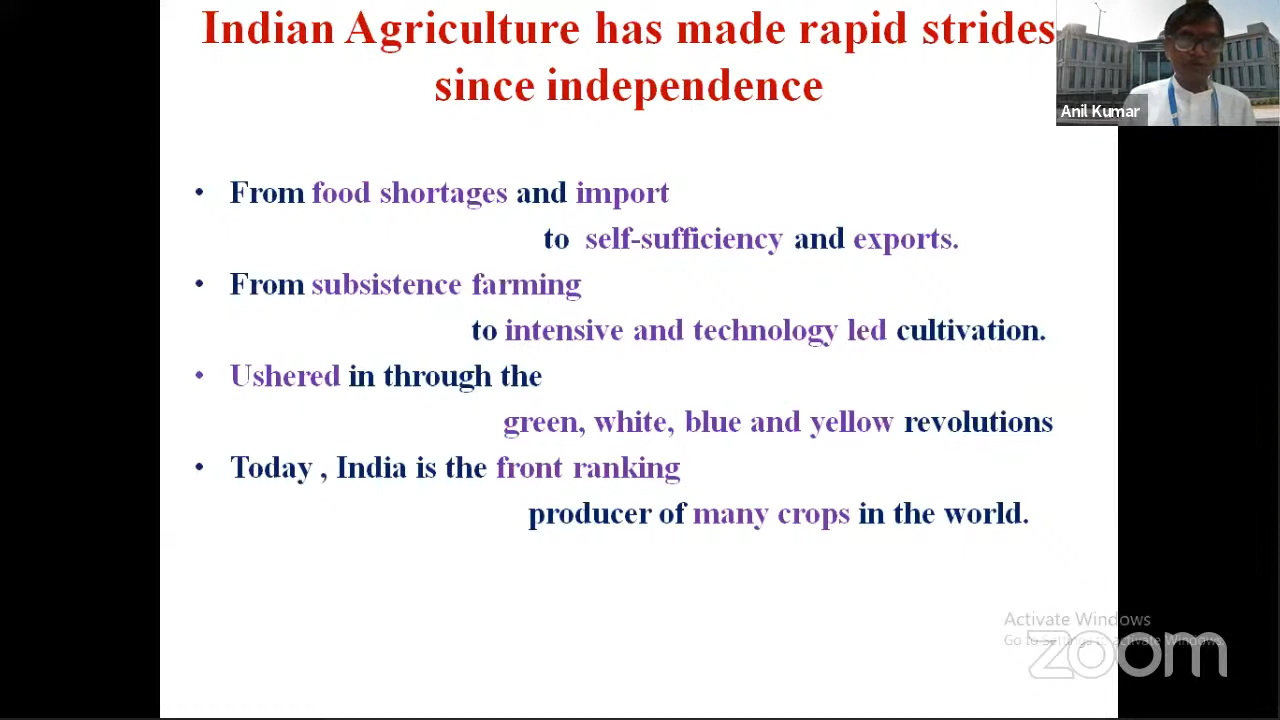 Indian Agriculture has made rapid strides
since independence
Anil Kumar
• From food shortages and import
to self-sufficiency and exports.
• From subsistence farming
to intensive and technology led cultivation.
• Ushered in through the
green, white, blue and yellow revolutions
• Today , India is the front ranking
producer of many crops in the world.
Activate Windows
Go to Settings to activate Windows.
zoom